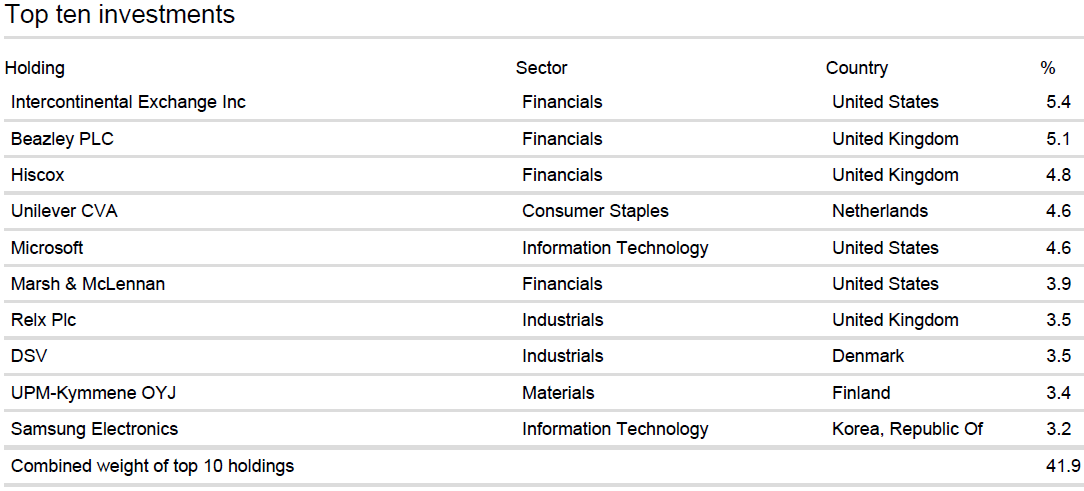 Top ten investments
Holding Sector Country %
Intercontinental Exchange Inc Financials United States 5.4
Beazley PLC Financials United Kingdom 5.1
Hiscox Financials United Kingdom 4.8
Unilever CVA Consumer Staples Netherlands 4.6
Microsoft Information Technology United States 4.6
Marsh & McLennan Financials United States 3.9
Relx Plc Industrials United Kingdom 3.5
DSV Industrials Denmark 3.5
UPM-Kymmene OYJ Materials Finland 3.4
Samsung Electronics Information Technology Korea, Republic Of 3.2
Combined weight of top 10 holdings 41.9